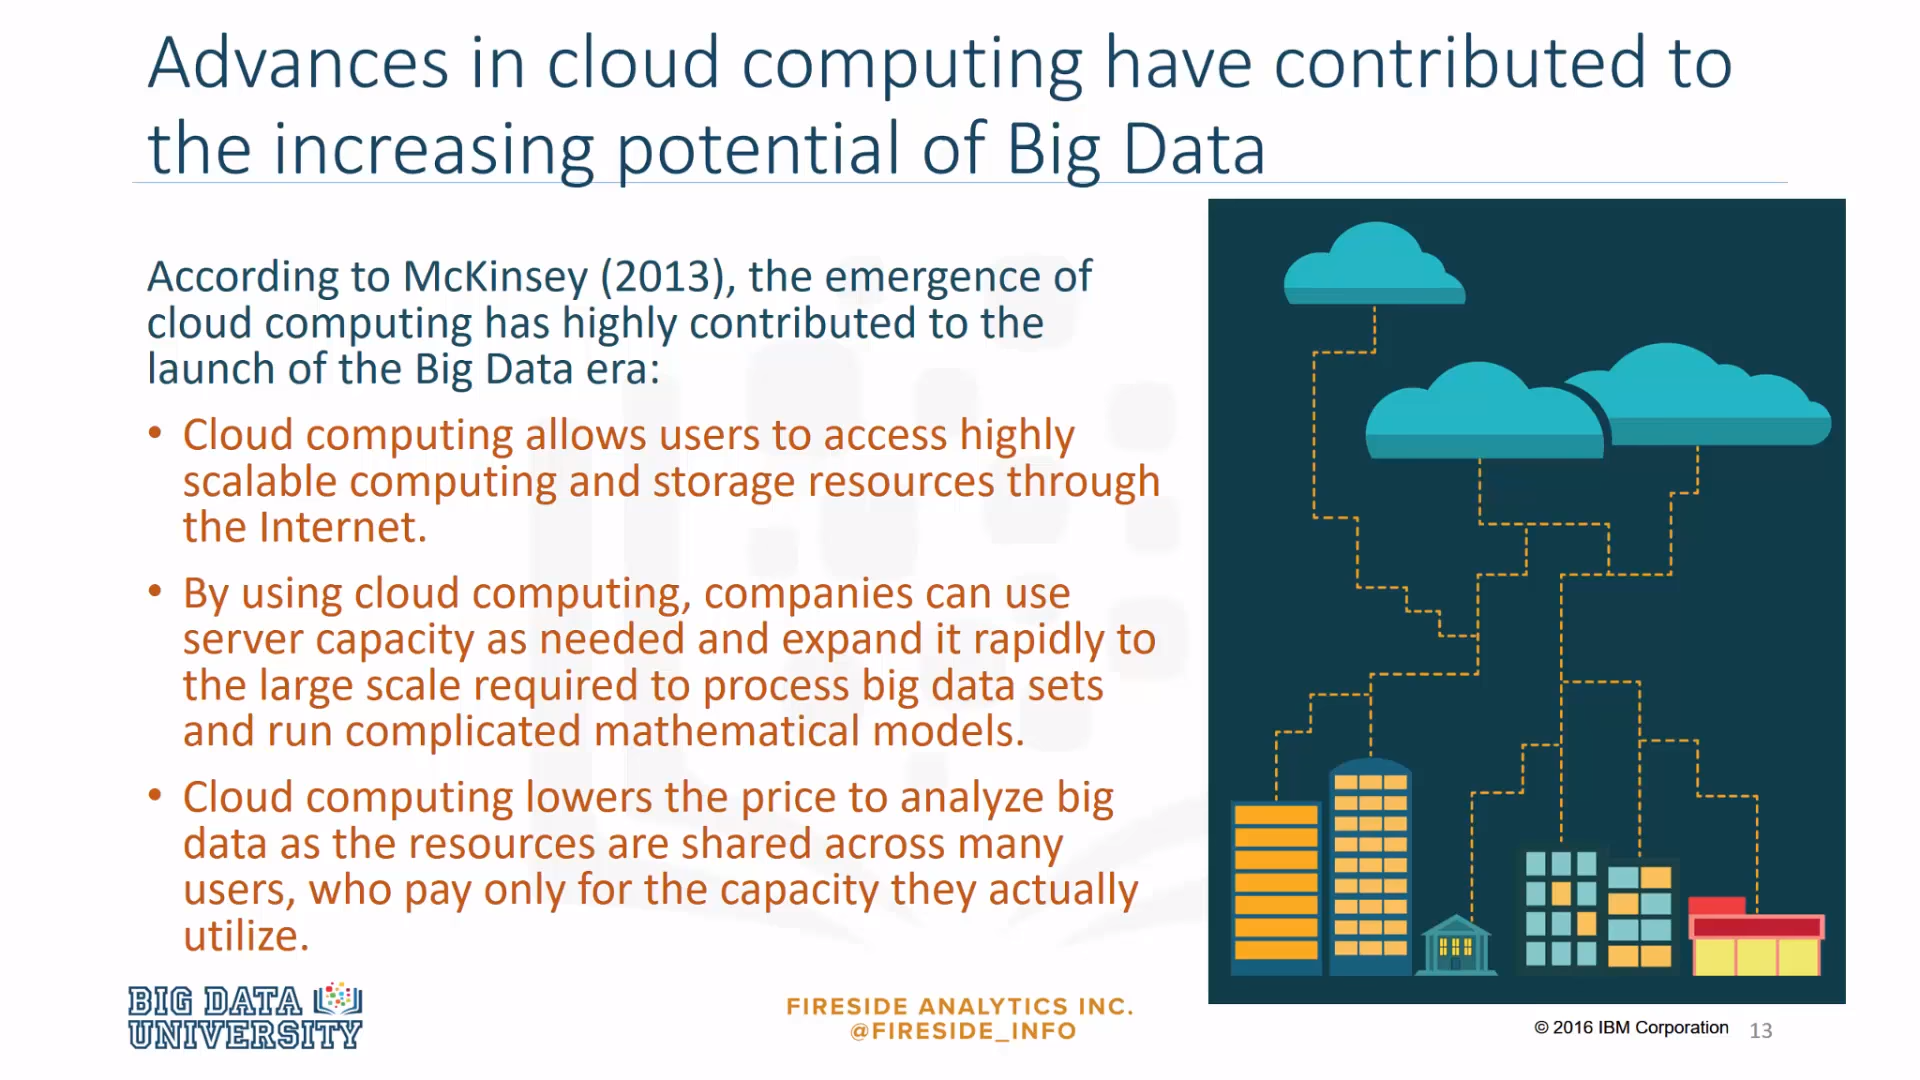 Advances in cloud computing have contributed to
the increasing potential of Big Data
According to McKinsey (2013), the emergence of
cloud computing has highly contributed to the
launch of the Big Data era:
• Cloud computing allows users to access highly
scalable computing and storage resources through
the Internet.
• By using cloud computing, companies can use
server capacity as needed and expand it rapidly to
the large scale required to process big data sets
and run complicated mathematical models.
• Cloud computing lowers the price to analyze big
data as the resources are shared across many
users, who pay only for the capacity they actually
utilize.
BIG DATA
UNIVERSITY
FIRESIDE ANALYTICS INC.
@FIRESIDE_INFO
© 2016 IBM Corporation 13